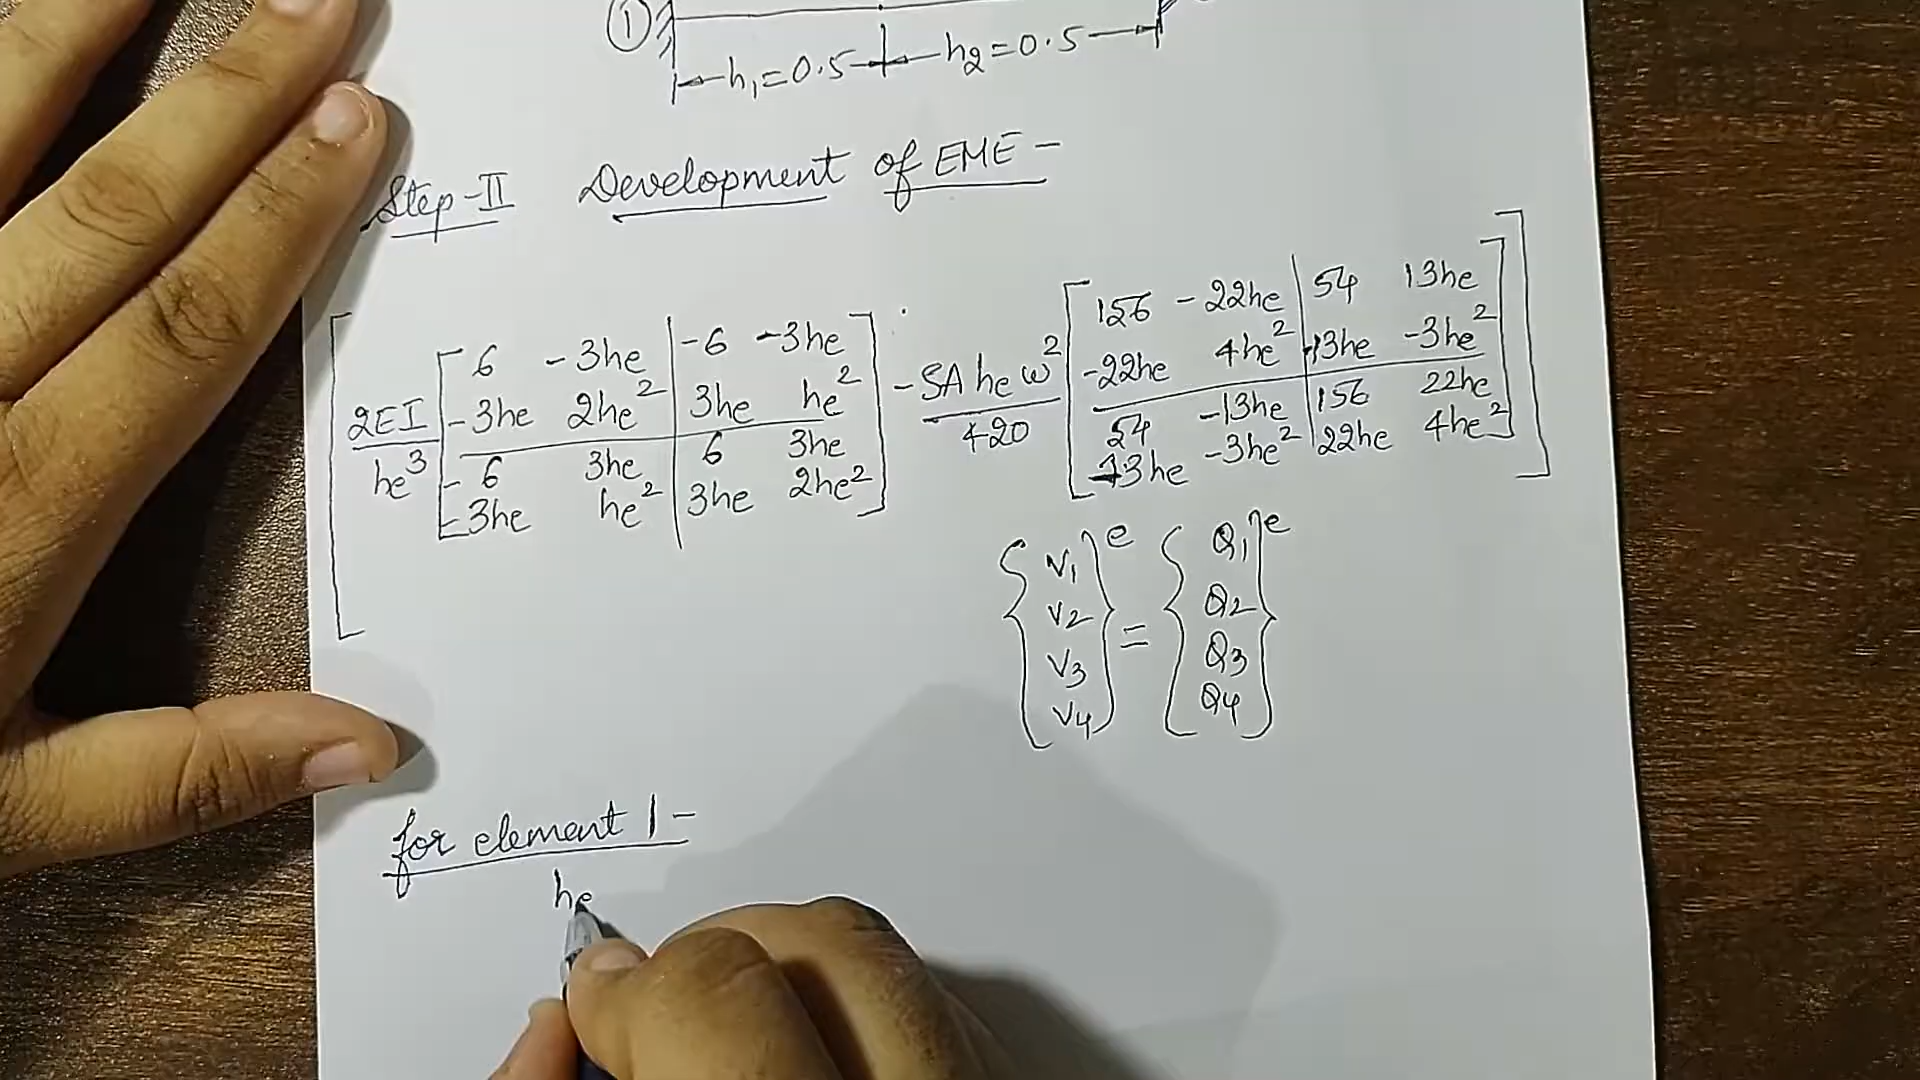 ①
h₁=0.5 h₂=0.5
Step-II Development of EME -
2EI/he³ [6 -3he -6 -3he - SAheω²/420 [156 -22he 54 13he
-3he 2he² 3he he² -22he 4he² -13he -3he²
-6 3he 6 3he 54 -13he 156 22he
-3he he² 3he 2he²] 13he -3he² 22he 4he²]
{V₁ V₂ V₃ V₄}ᵉ = {Q₁ Q₂ Q₃ Q₄}ᵉ
for element 1 -
he